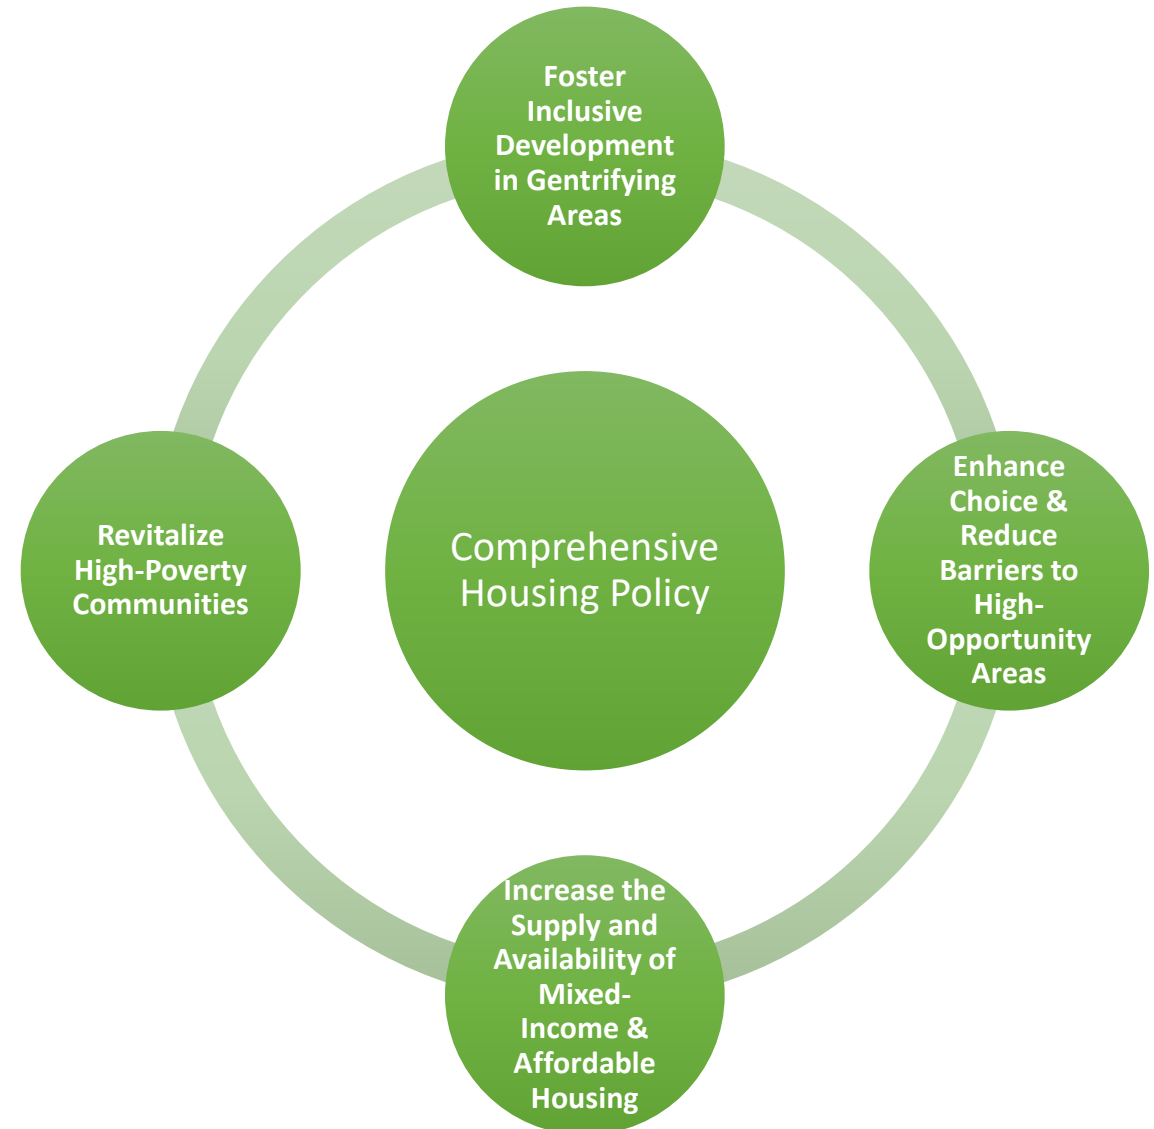 Foster
Inclusive
Development
in Gentrifying
Areas
Revitalize
High-Poverty
Communities
Comprehensive
Housing Policy
Enhance
Choice &
Reduce
Barriers to
High-
Opportunity
Areas
Increase the
Supply and
Availability of
Mixed-
Income &
Affordable
Housing